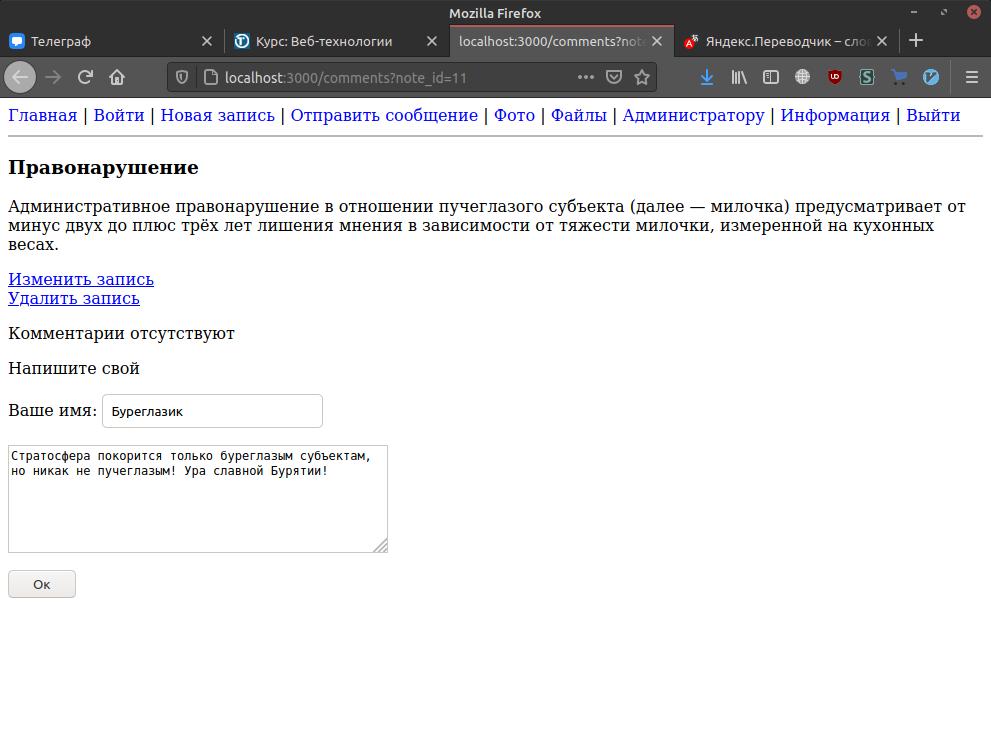 Mozilla Firefox
Телеграф
Курс: Веб-технологии
localhost:3000/comments?note
Яндекс.Переводчик – сло
localhost:3000/comments?note_id=11
Главная | Войти | Новая запись | Отправить сообщение | Фото | Файлы | Администратору | Информация | Выйти
Правонарушение
Административное правонарушение в отношении пучеглазого субъекта (далее — милочка) предусматривает от
минус двух до плюс трёх лет лишения мнения в зависимости от тяжести милочки, измеренной на кухонных
весах.
Изменить запись
Удалить запись
Комментарии отсутствуют
Напишите свой
Ваше имя: Буреглазик
Стратосфера покорится только буреглазым субъектам,
но никак не пучеглазым! Ура славной Бурятии!
Ок